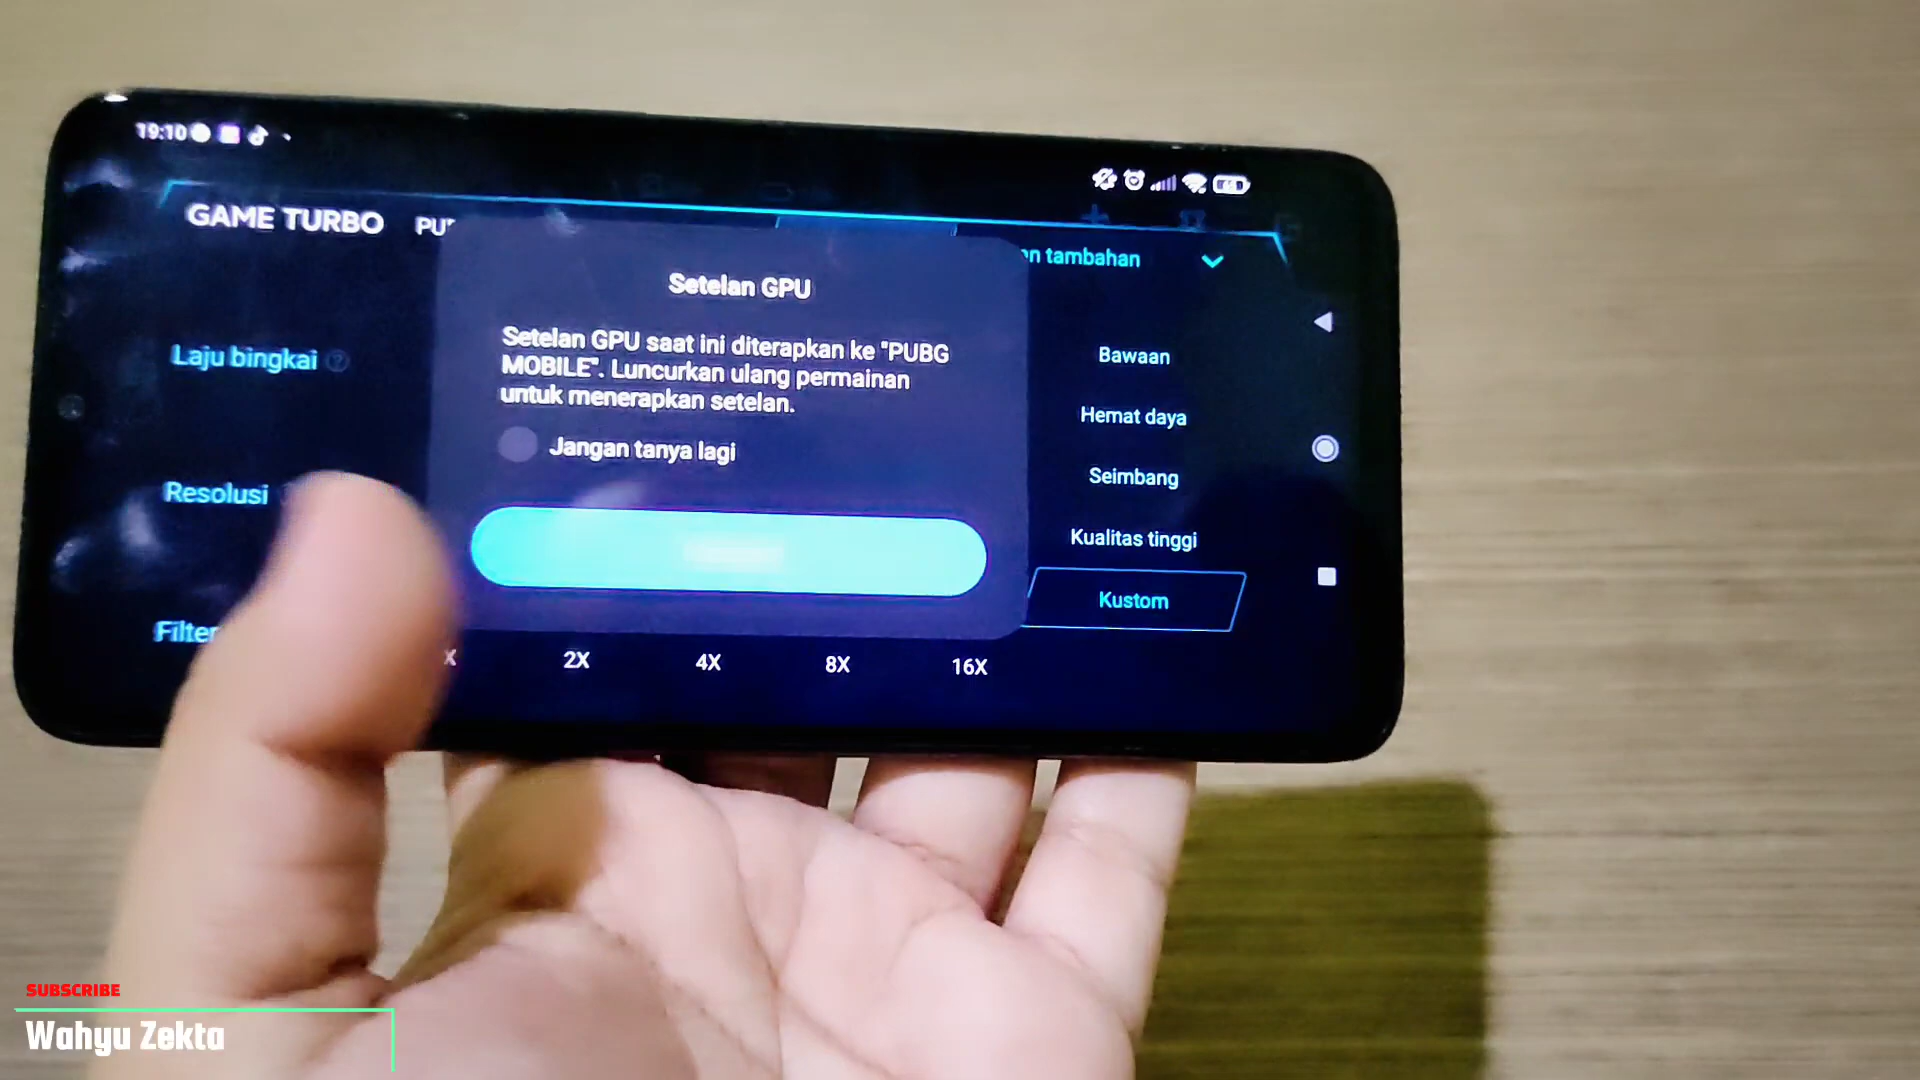 19:10
GAME TURBO
Setelan GPU
Setelan GPU saat ini diterapkan ke "PUBG
MOBILE". Luncurkan ulang permainan
untuk menerapkan setelan.
Jangan tanya lagi
Laju bingkai
Resolusi
Filter
X
2X
4X
8X
16X
tambahan
Bawaan
Hemat daya
Seimbang
Kualitas tinggi
Kustom
SUBSCRIBE
Wahyu Zekta